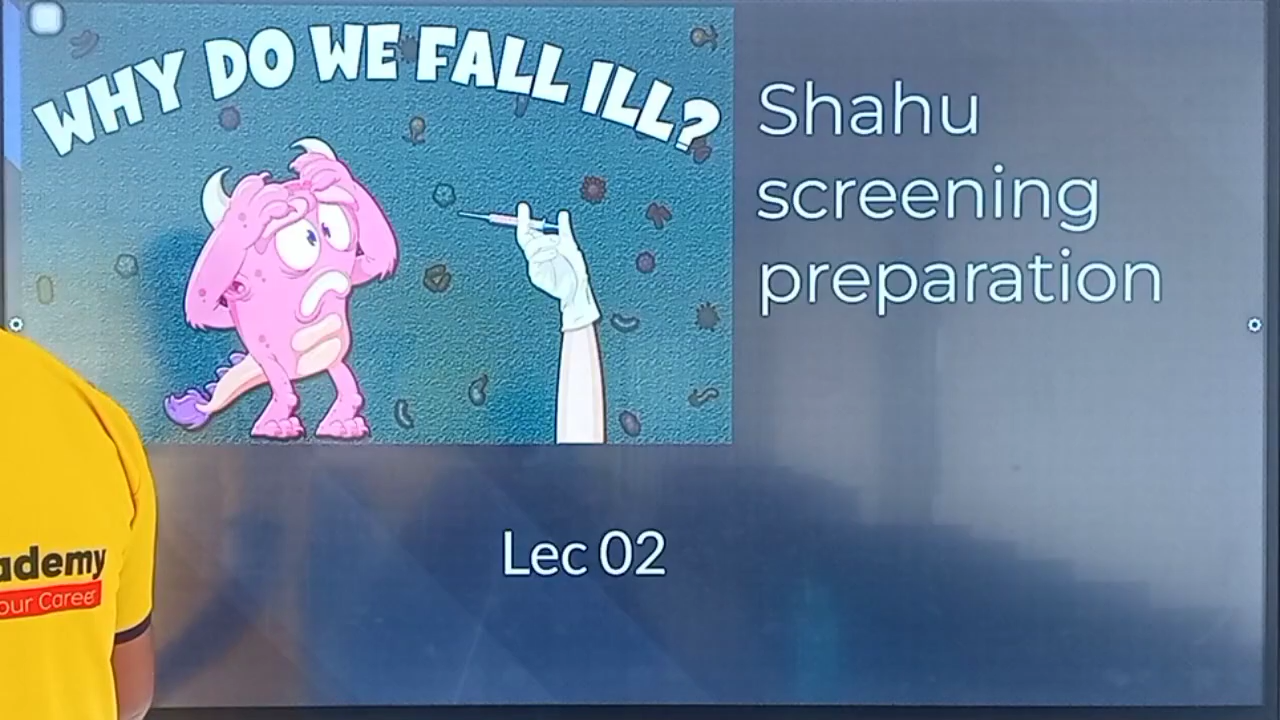 WHY DO WE FALL ILL?
Shahu
screening
preparation
Lec 02
ademy
our Career